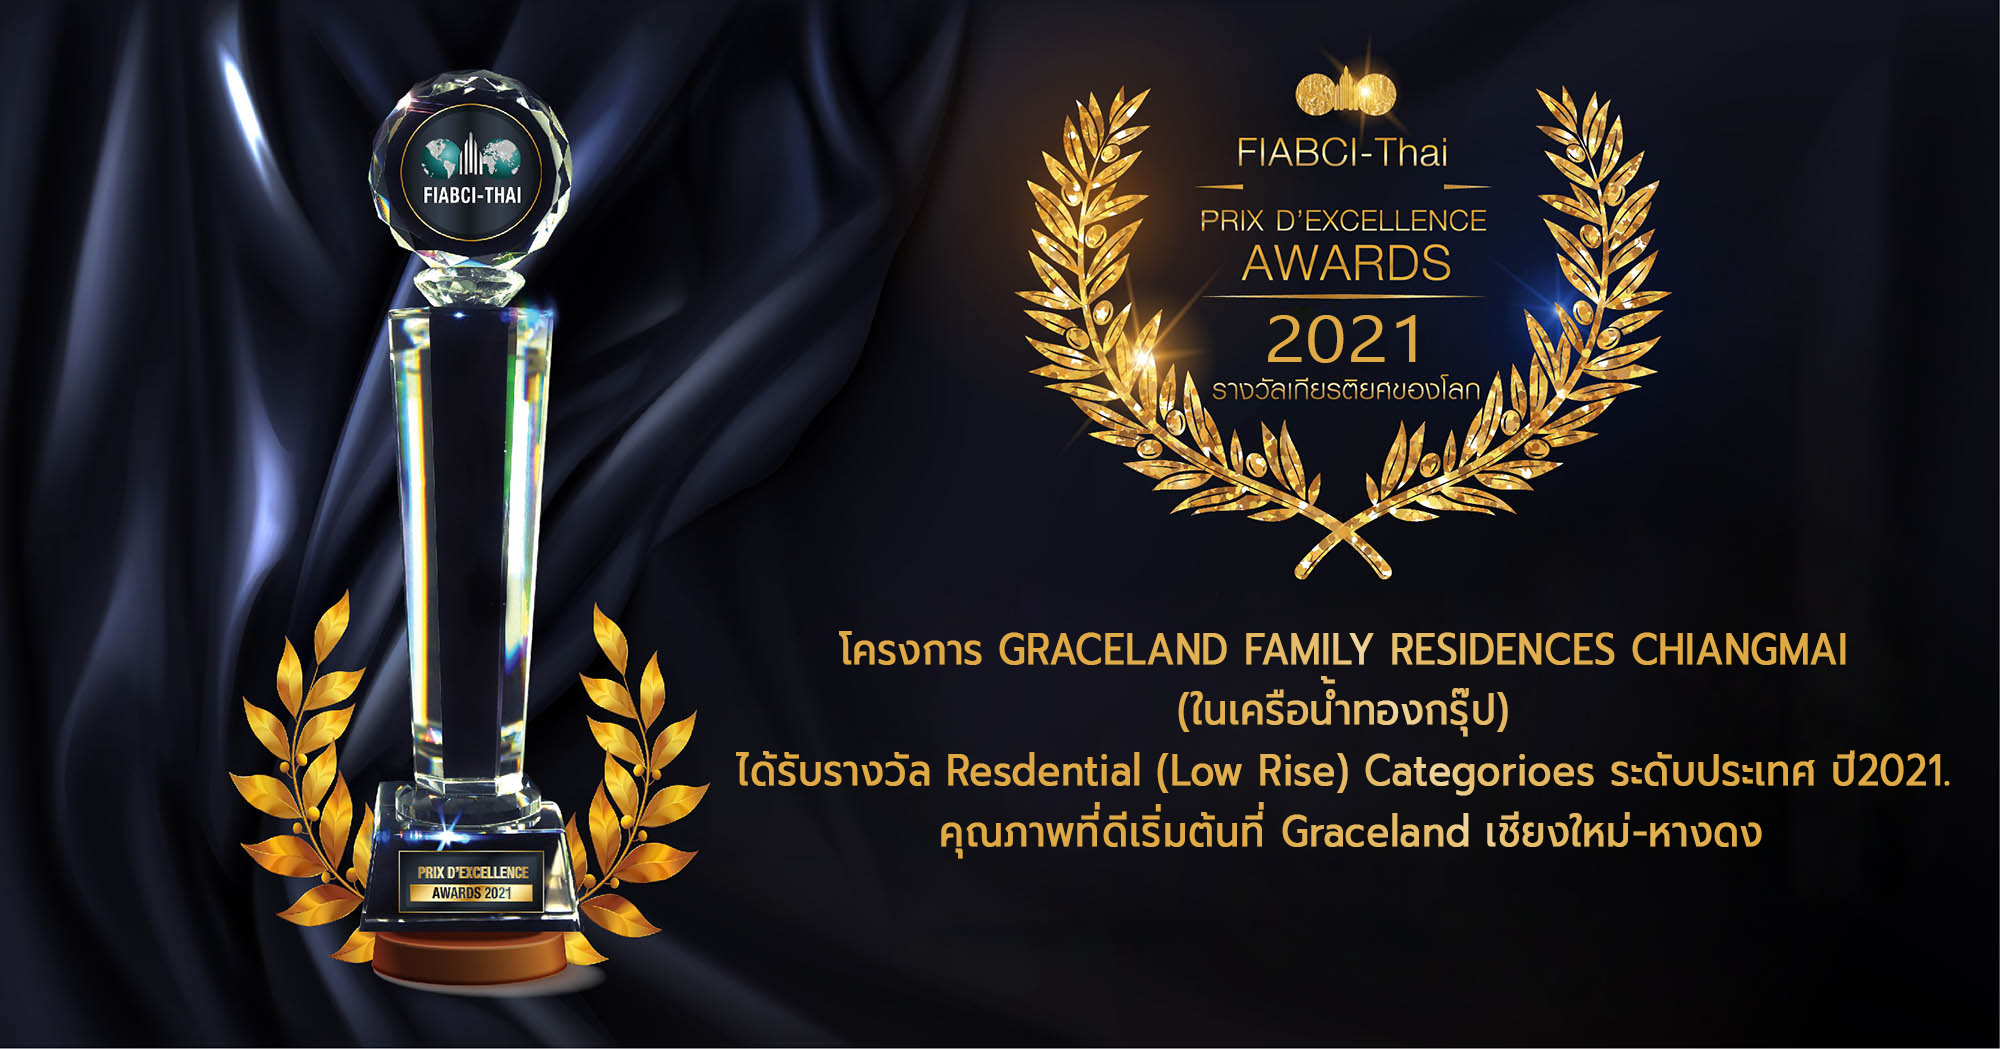 FIABCI-THAI
PRIX D'EXCELLENCE
AWARDS 2021
FIABCI-Thai
PRIX D'EXCELLENCE
AWARDS
2021
รางวัลเกียรติยศของโลก
โครงการ GRACELAND FAMILY RESIDENCES CHIANGMAI
(ในเครือน้ำทองกรุ๊ป)
ได้รับรางวัล Resdential (Low Rise) Categorioes ระดับประเทศ ปี2021.
คุณภาพที่ดีเริ่มต้นที่ Graceland เชียงใหม่-หางดง